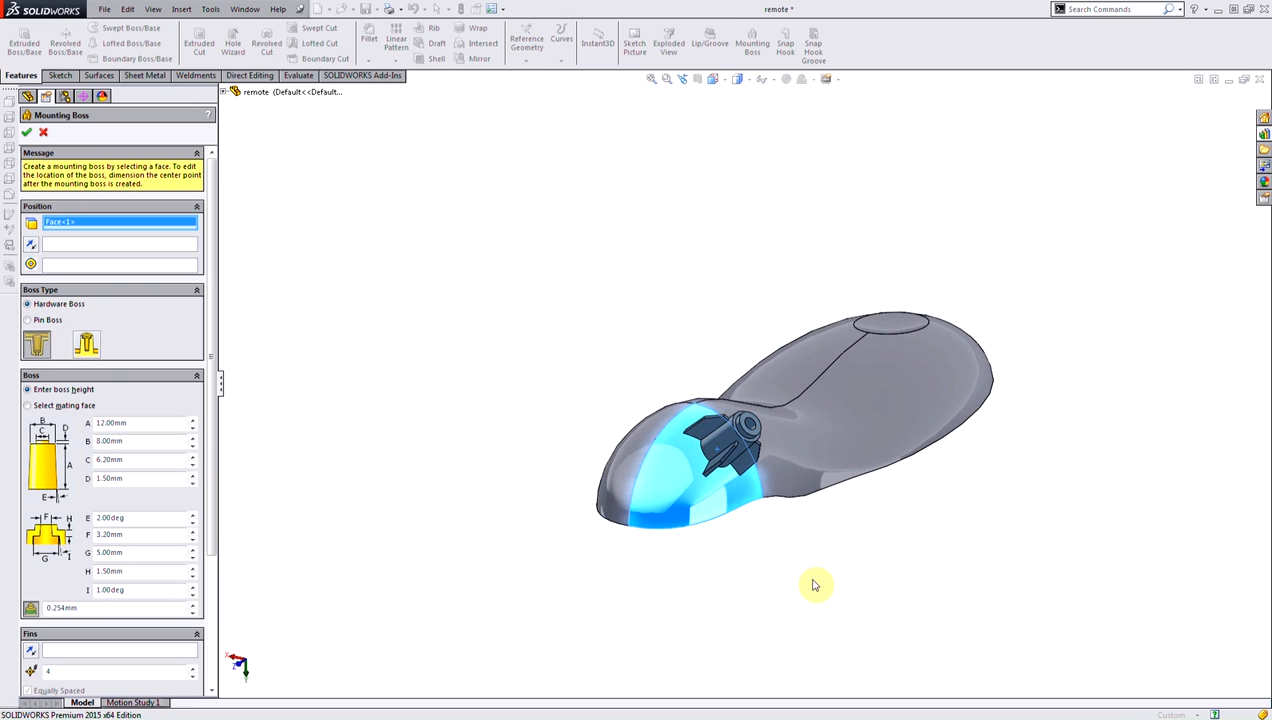 SOLIDWORKS File Edit View Insert Tools Window Help remote * Search Commands
Extruded Boss/Base
Revolved Boss/Base
Swept Boss/Base
Lofted Boss/Base
Boundary Boss/Base
Extruded Cut
Hole Wizard
Revolved Cut
Swept Cut
Lofted Cut
Boundary Cut
Fillet
Linear Pattern
Rib
Draft
Shell
Wrap
Intersect
Mirror
Reference Geometry
Curves
Instant3D
Sketch Picture
Exploded View
Lip/Groove
Mounting Boss
Snap Hook
Snap Hook Groove
Features Sketch Surfaces Sheet Metal Weldments Direct Editing Evaluate SOLIDWORKS Add-Ins
remote (Default<<Default...
Mounting Boss ?
Message
Create a mounting boss by selecting a face. To edit
the location of the boss, dimension the center point
after the mounting boss is created.
Position
Face<1>
Boss Type
Hardware Boss
Pin Boss
Boss
Enter boss height
Select mating face
B
C
D
A
E
A 12.00mm
B 8.00mm
C 6.20mm
D 1.50mm
F
H
G
I
E 2.00deg
F 3.20mm
G 5.00mm
H 1.50mm
I 1.00deg
0.254mm
Fins
4
Equally Spaced
Model Motion Study 1
SOLIDWORKS Premium 2015 x64 Edition Custom